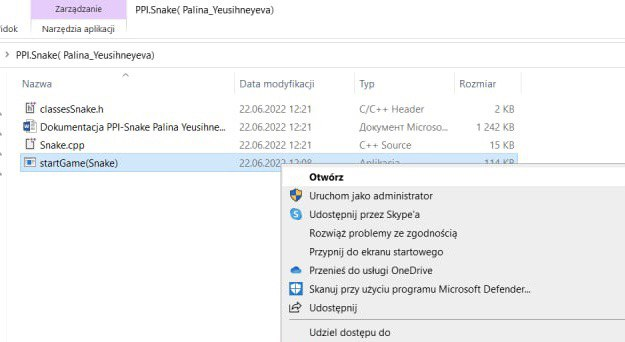 Zarządzanie PPI.Snake( Palina_Yeusihneyeva)
idok Narzędzia aplikacji
PPI.Snake( Palina_Yeusihneyeva)
Nazwa Data modyfikacji Typ Rozmiar
classesSnake.h 22.06.2022 12:21 C/C++ Header 2 KB
Dokumentacja PPI-Snake Palina Yeusihne... 22.06.2022 12:21 Документ Microso... 1 242 KB
Snake.cpp 22.06.2022 12:21 C++ Source 15 KB
startGame(Snake) 22.06.2022 12:08 Aplikacja 114 KB
Otwórz
Uruchom jako administrator
Udostępnij przez Skype'a
Rozwiąż problemy ze zgodnością
Przypnij do ekranu startowego
Przenieś do usługi OneDrive
Skanuj przy użyciu programu Microsoft Defender...
Udostępnij
Udziel dostępu do